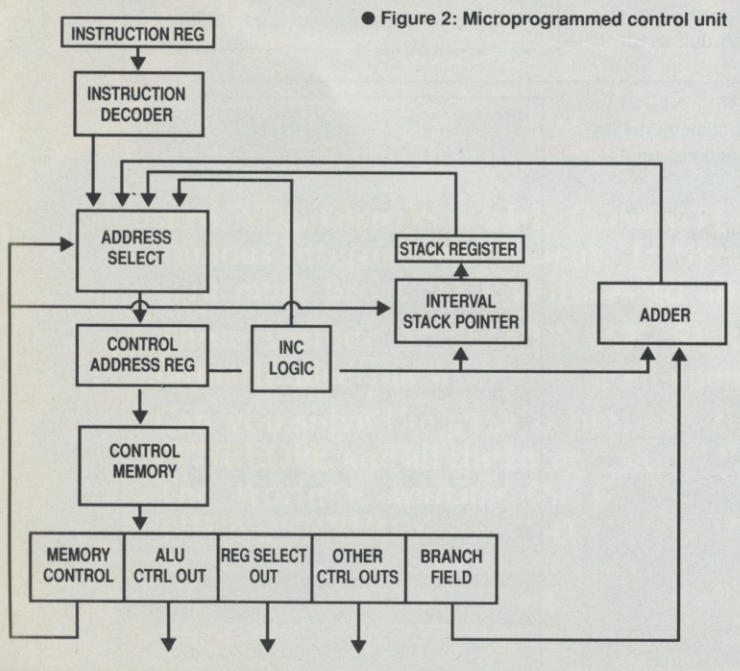 ● Figure 2: Microprogrammed control unit
INSTRUCTION REG
INSTRUCTION
DECODER
ADDRESS
SELECT
STACK REGISTER
INTERVAL
STACK POINTER
ADDER
CONTROL
ADDRESS REG
INC
LOGIC
CONTROL
MEMORY
MEMORY
CONTROL
ALU
CTRL OUT
REG SELECT
OUT
OTHER
CTRL OUTS
BRANCH
FIELD